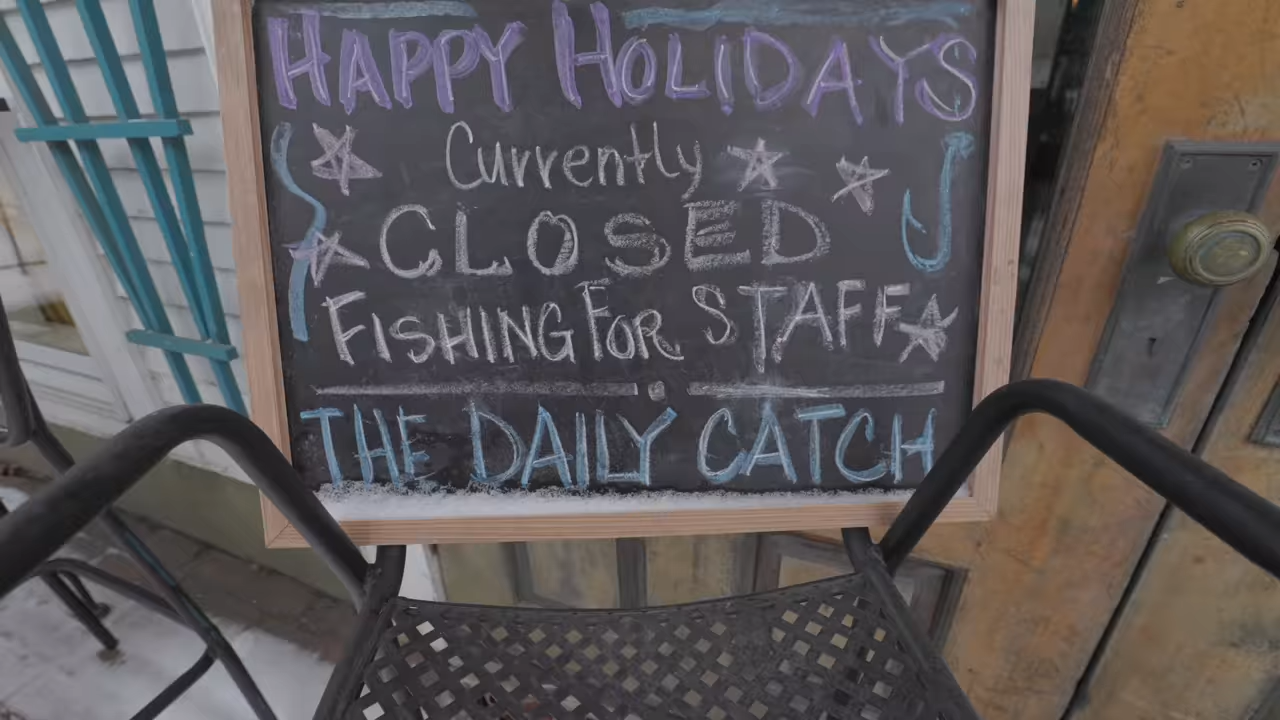 HAPPY HOLIDAYS
Currently
CLOSED
FISHING FOR STAFF
THE DAILY CATCH